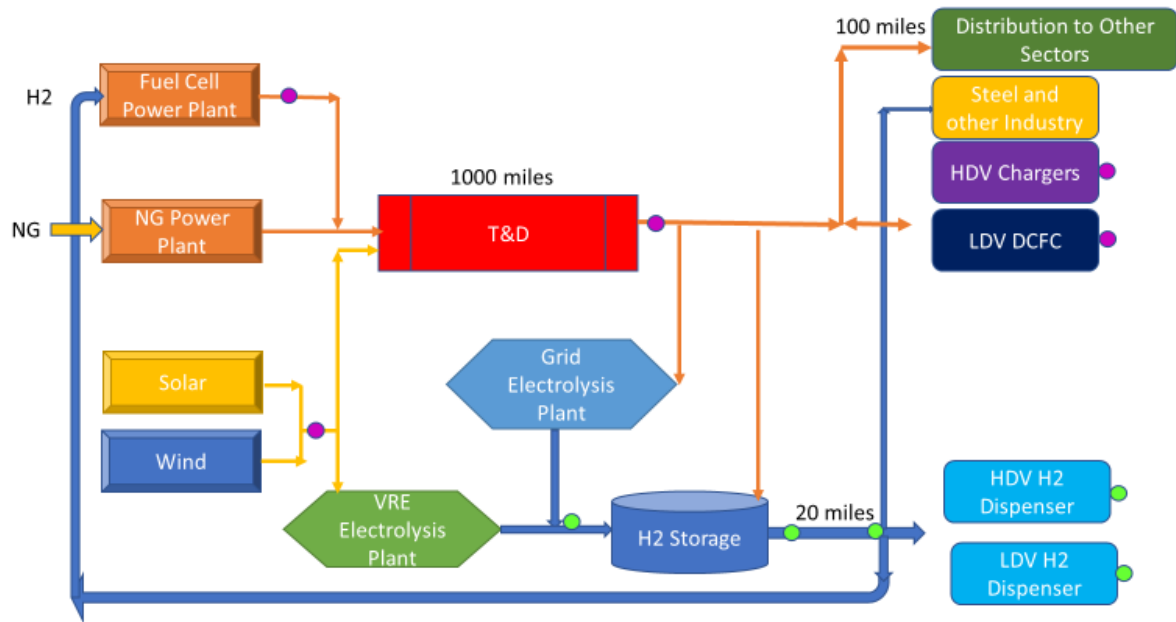 100 miles
Distribution to Other
Sectors
H2
Fuel Cell
Power Plant
Steel and
other Industry
1000 miles
HDV Chargers
NG
NG Power
Plant
T&D
LDV DCFC
Solar
Grid
Electrolysis
Plant
Wind
VRE
Electrolysis
Plant
H2 Storage
20 miles
HDV H2
Dispenser
LDV H2
Dispenser